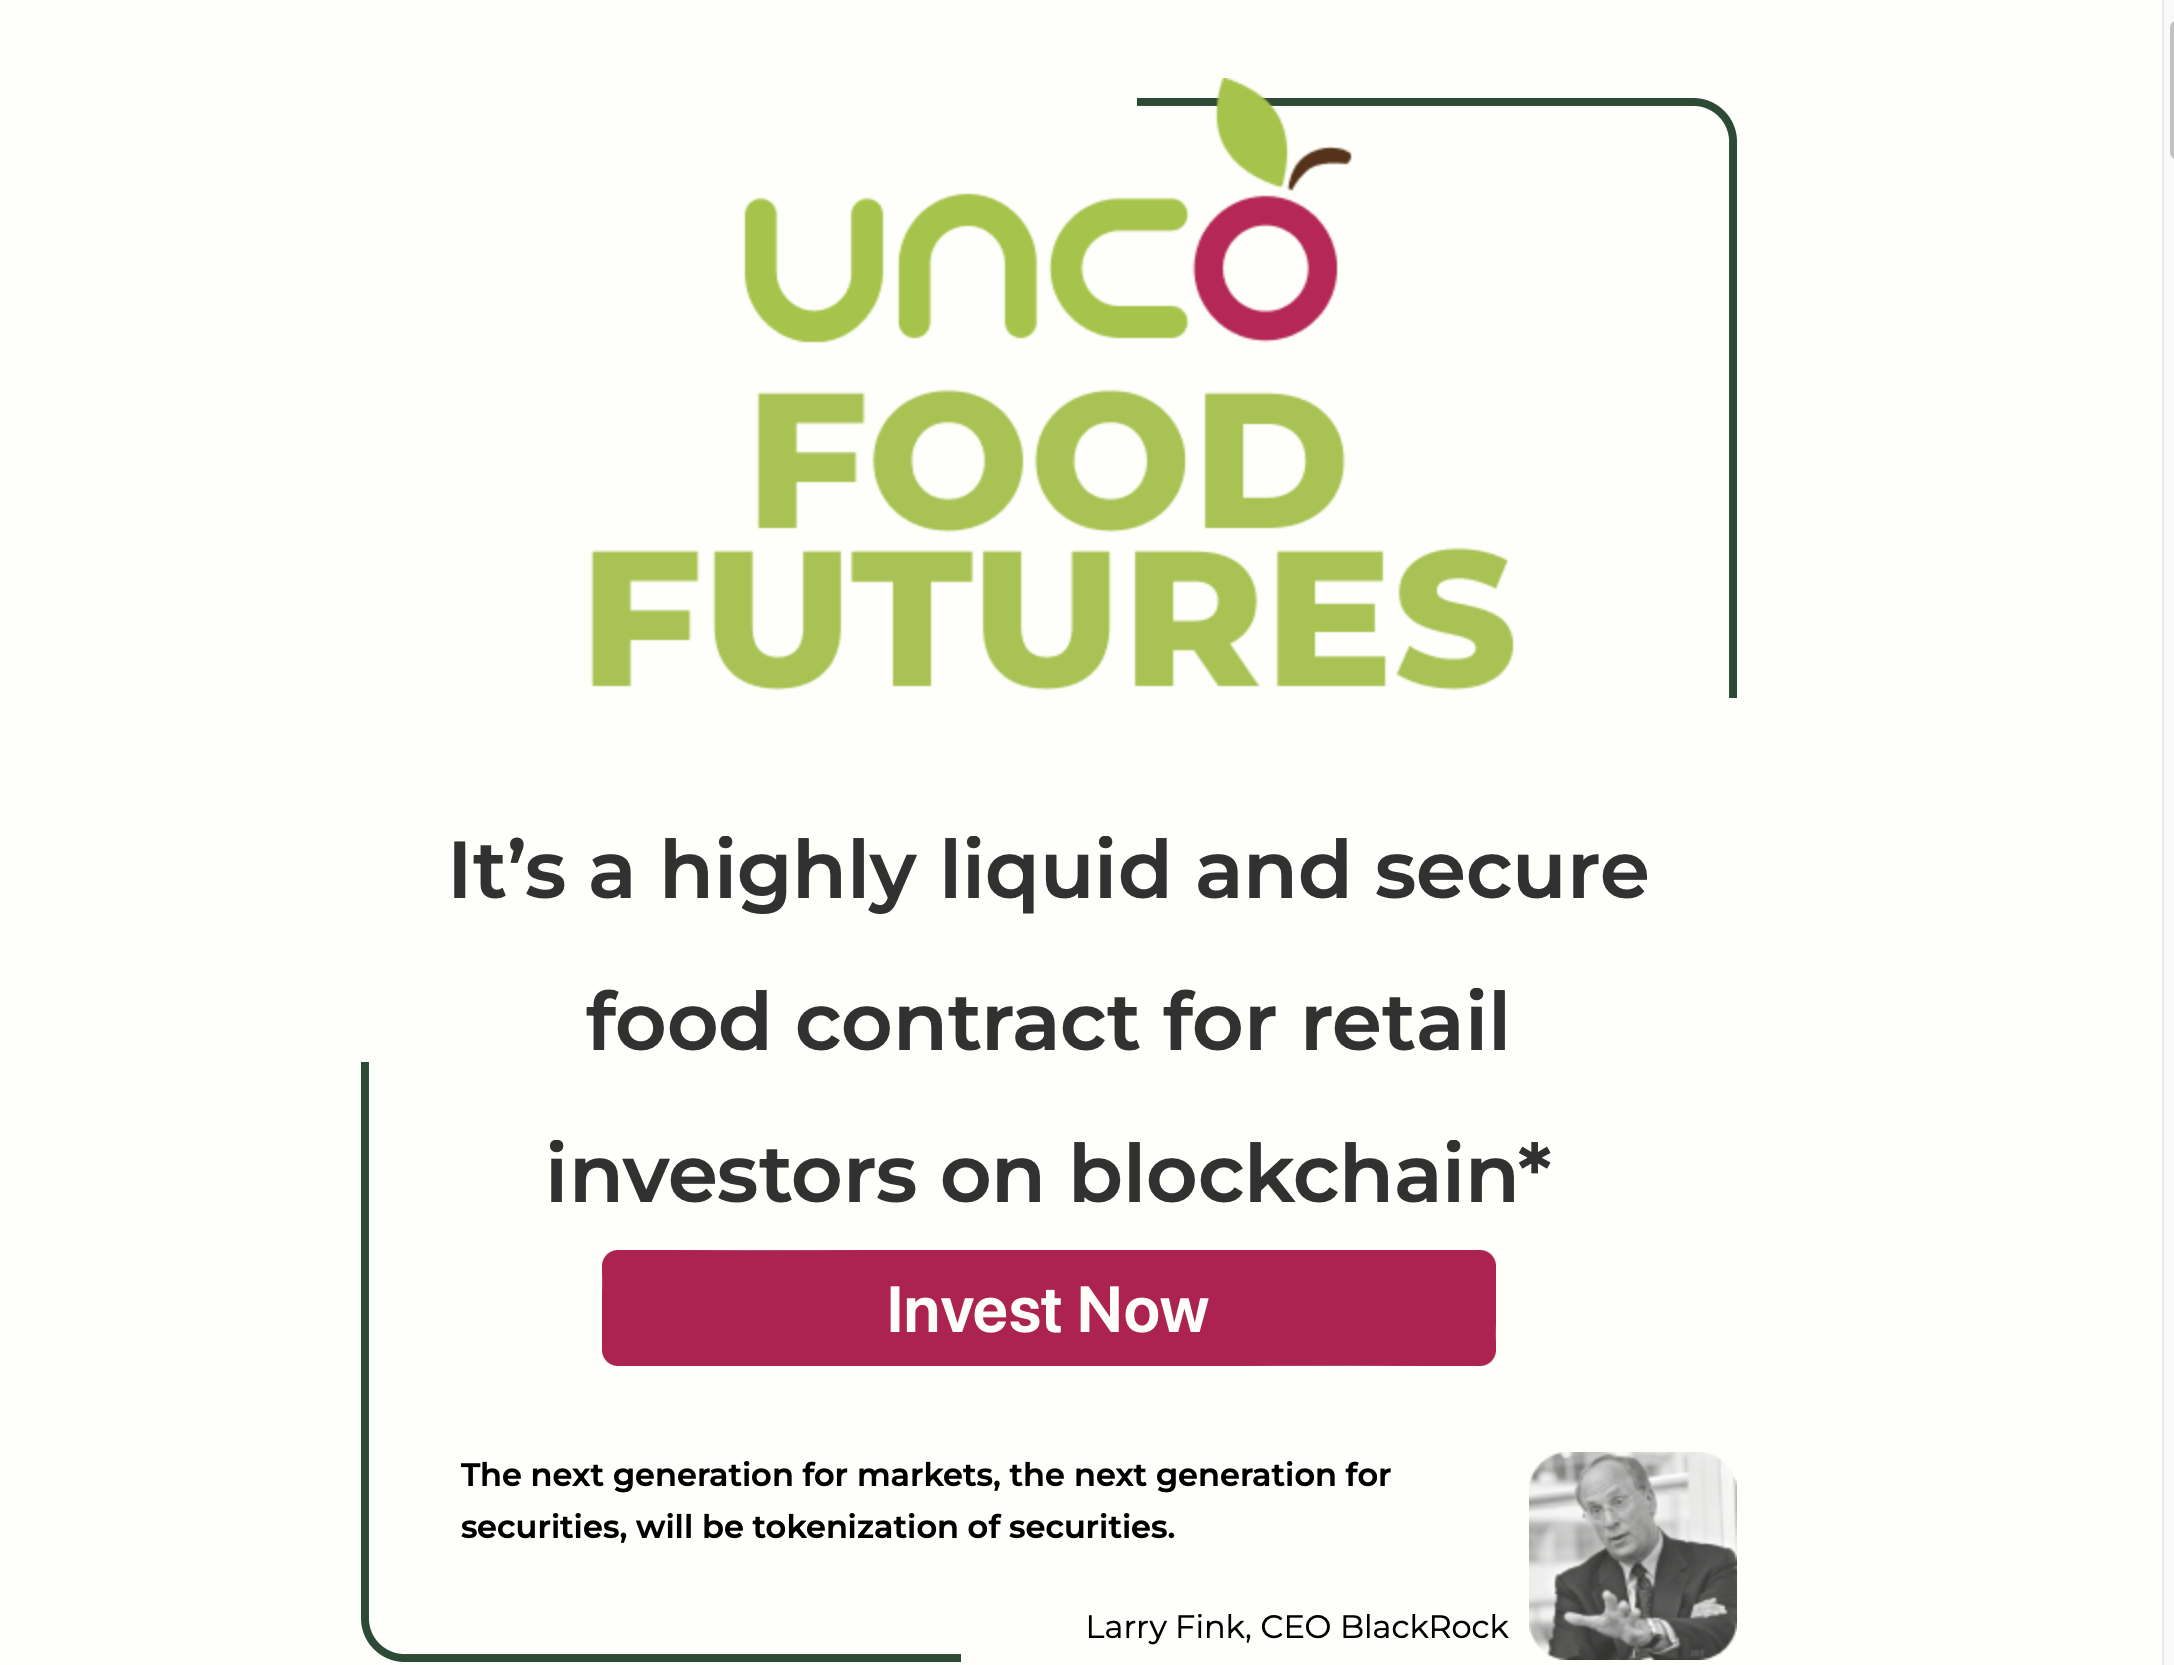 unco
FOOD
FUTURES
It’s a highly liquid and secure
food contract for retail
investors on blockchain*
Invest Now
The next generation for markets, the next generation for
securities, will be tokenization of securities.
Larry Fink, CEO BlackRock